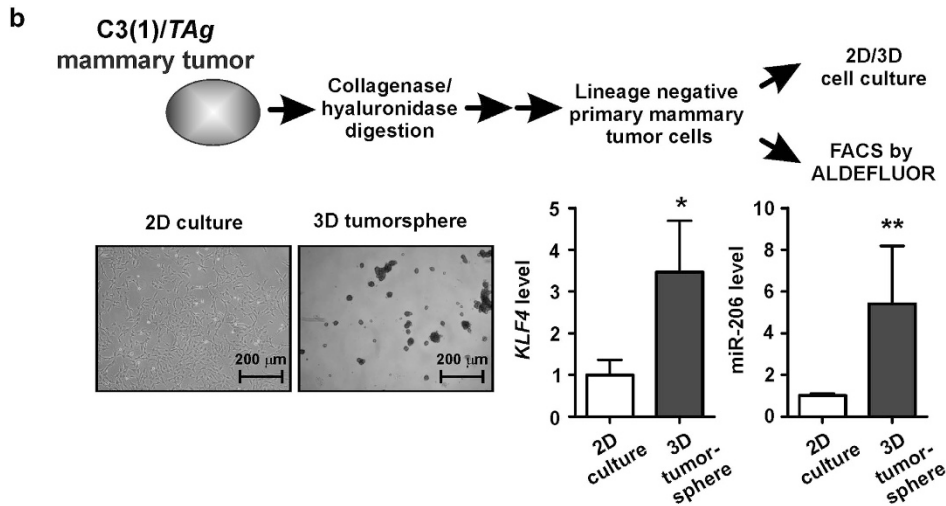 b
C3(1)/TAg
mammary tumor
Collagenase/
hyaluronidase
digestion
Lineage negative
primary mammary
tumor cells
2D/3D
cell culture
FACS by
ALDEFLUOR
2D culture
200 µm
3D tumorsphere
200 µm
KLF4 level
5
4
3
2
1
0
*
2D
culture
3D
tumor-
sphere
miR-206 level
10
8
6
4
2
0
**
2D
culture
3D
tumor-
sphere